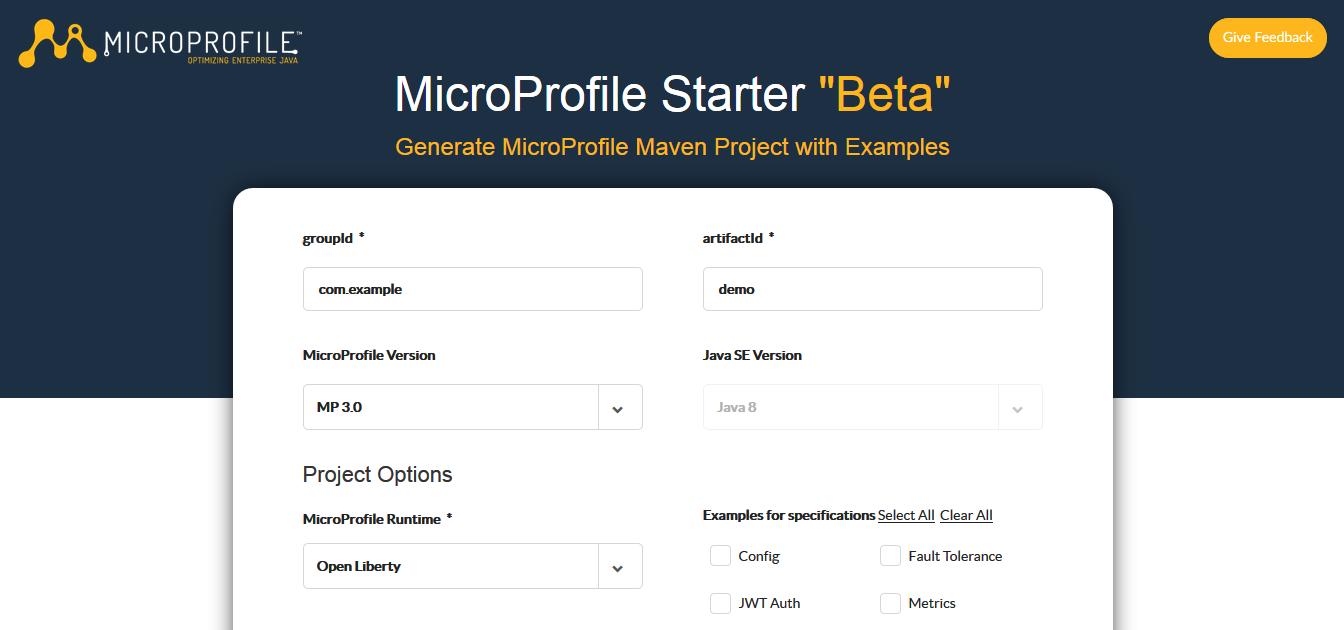 MICROPROFILE™
OPTIMIZING ENTERPRISE JAVA
Give Feedback
MicroProfile Starter "Beta"
Generate MicroProfile Maven Project with Examples
groupId *
artifactId *
com.example
demo
MicroProfile Version
Java SE Version
MP 3.0
Java 8
Project Options
MicroProfile Runtime *
Examples for specifications Select All Clear All
Open Liberty
Config
Fault Tolerance
JWT Auth
Metrics